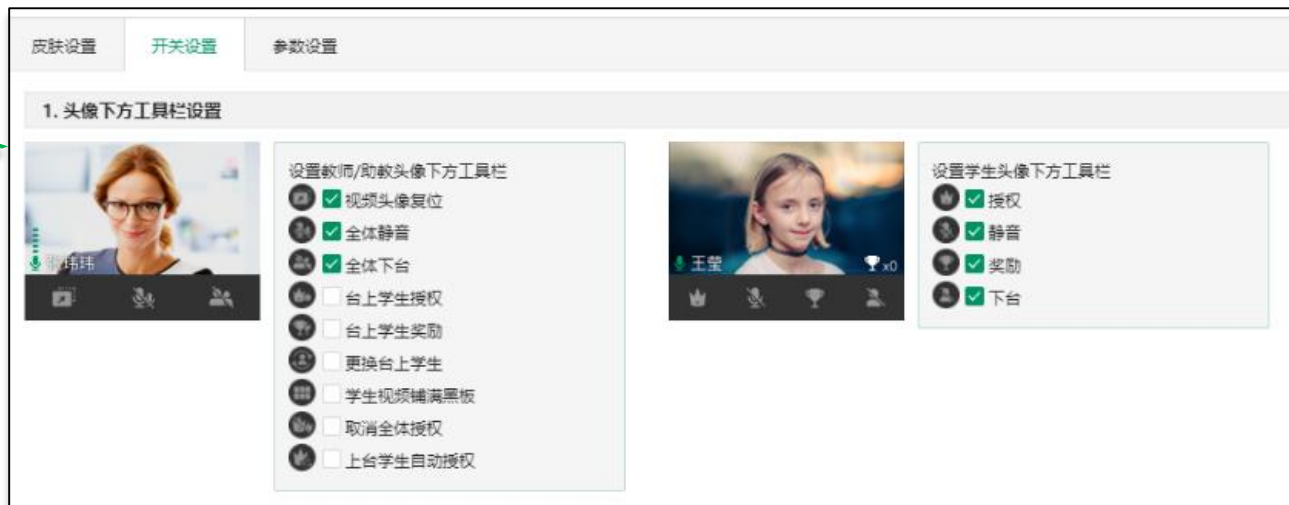 皮肤设置 开关设置 参数设置
1. 头像下方工具栏设置
设置教师/助教头像下方工具栏
视频头像复位
全体静音
全体下台
台上学生授权
台上学生奖励
更换台上学生
学生视频铺满黑板
取消全体授权
上台学生自动授权
张玮玮
王莹
x0
设置学生头像下方工具栏
授权
静音
奖励
下台